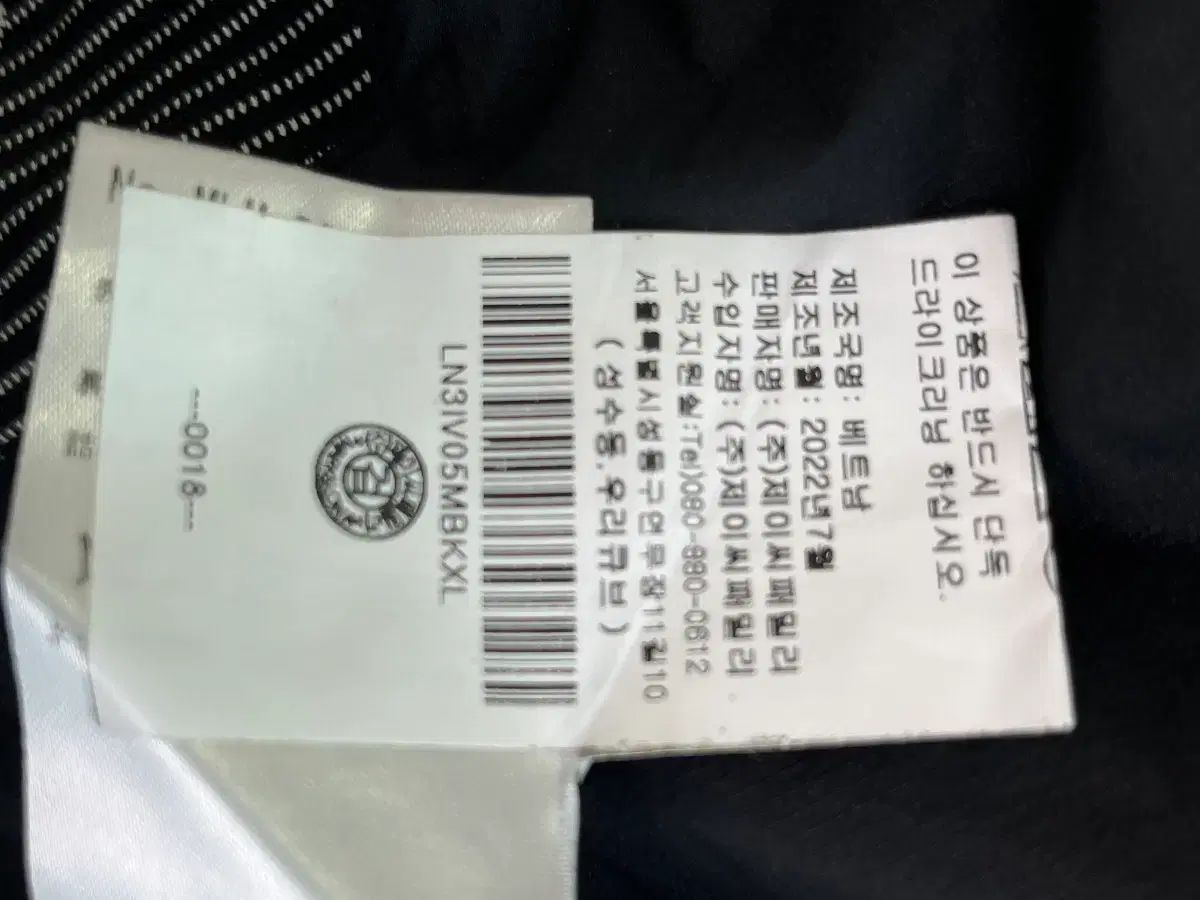 이 상품은 반드시 단독
드라이크리닝 하십시오.
제조국명: 베트남
제조년월: 2022년7월
판매자명: (주)제이씨패밀리
수입자명: (주)제이씨패밀리
고객지원실:Tel)080-880-0612
서울특별시성동구연무장11길10
(성수동.우리큐브)
LN3IV05MBKXXL
검
--0018--